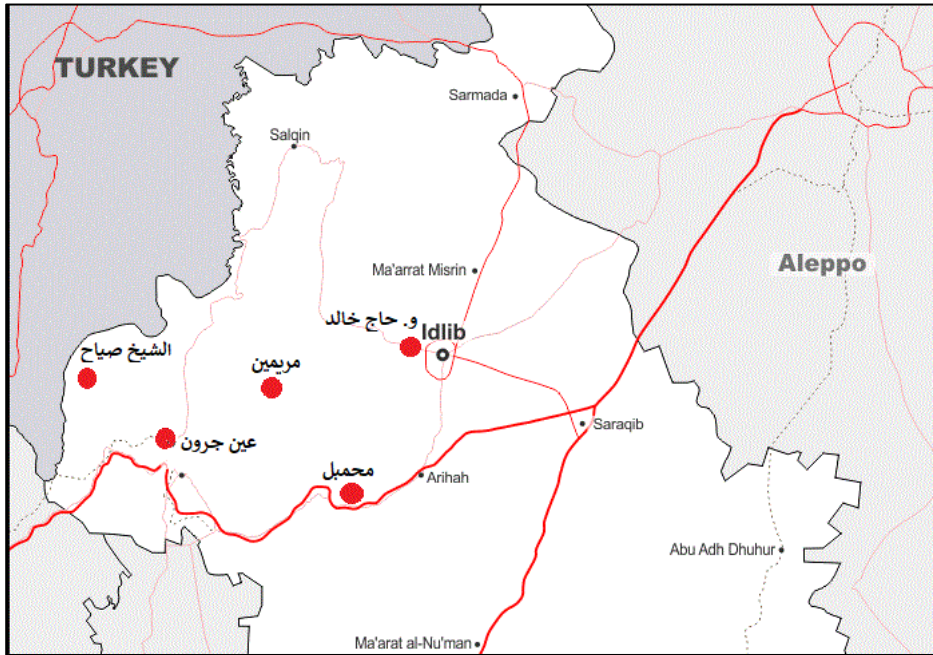 TURKEY
Sarmada
Salqin
Aleppo
Ma'arrat Misrin
و. حاج خالد
Idlib
الشيخ صياح
مريمين
عين جرون
Saraqib
محمبل
Arihah
Abu Adh Dhuhur
Ma'arat al-Nu'man